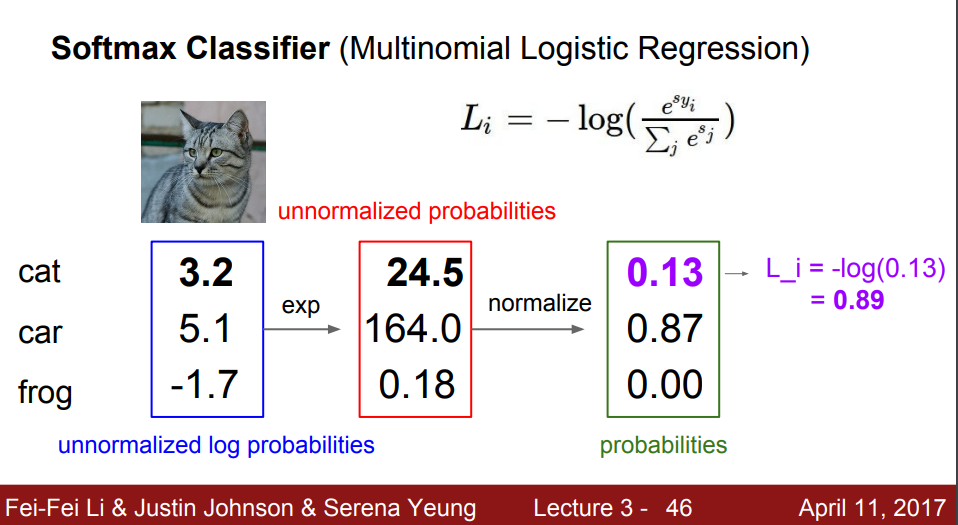 Softmax Classifier (Multinomial Logistic Regression)
L_i = − log(e^{s_{y_i}} / ∑_j e^{s_j})
unnormalized probabilities
cat 3.2 24.5 0.13 → L_i = -log(0.13)
= 0.89
exp normalize
car 5.1 164.0 0.87
frog -1.7 0.18 0.00
unnormalized log probabilities probabilities
Fei-Fei Li & Justin Johnson & Serena Yeung Lecture 3 - 46 April 11, 2017